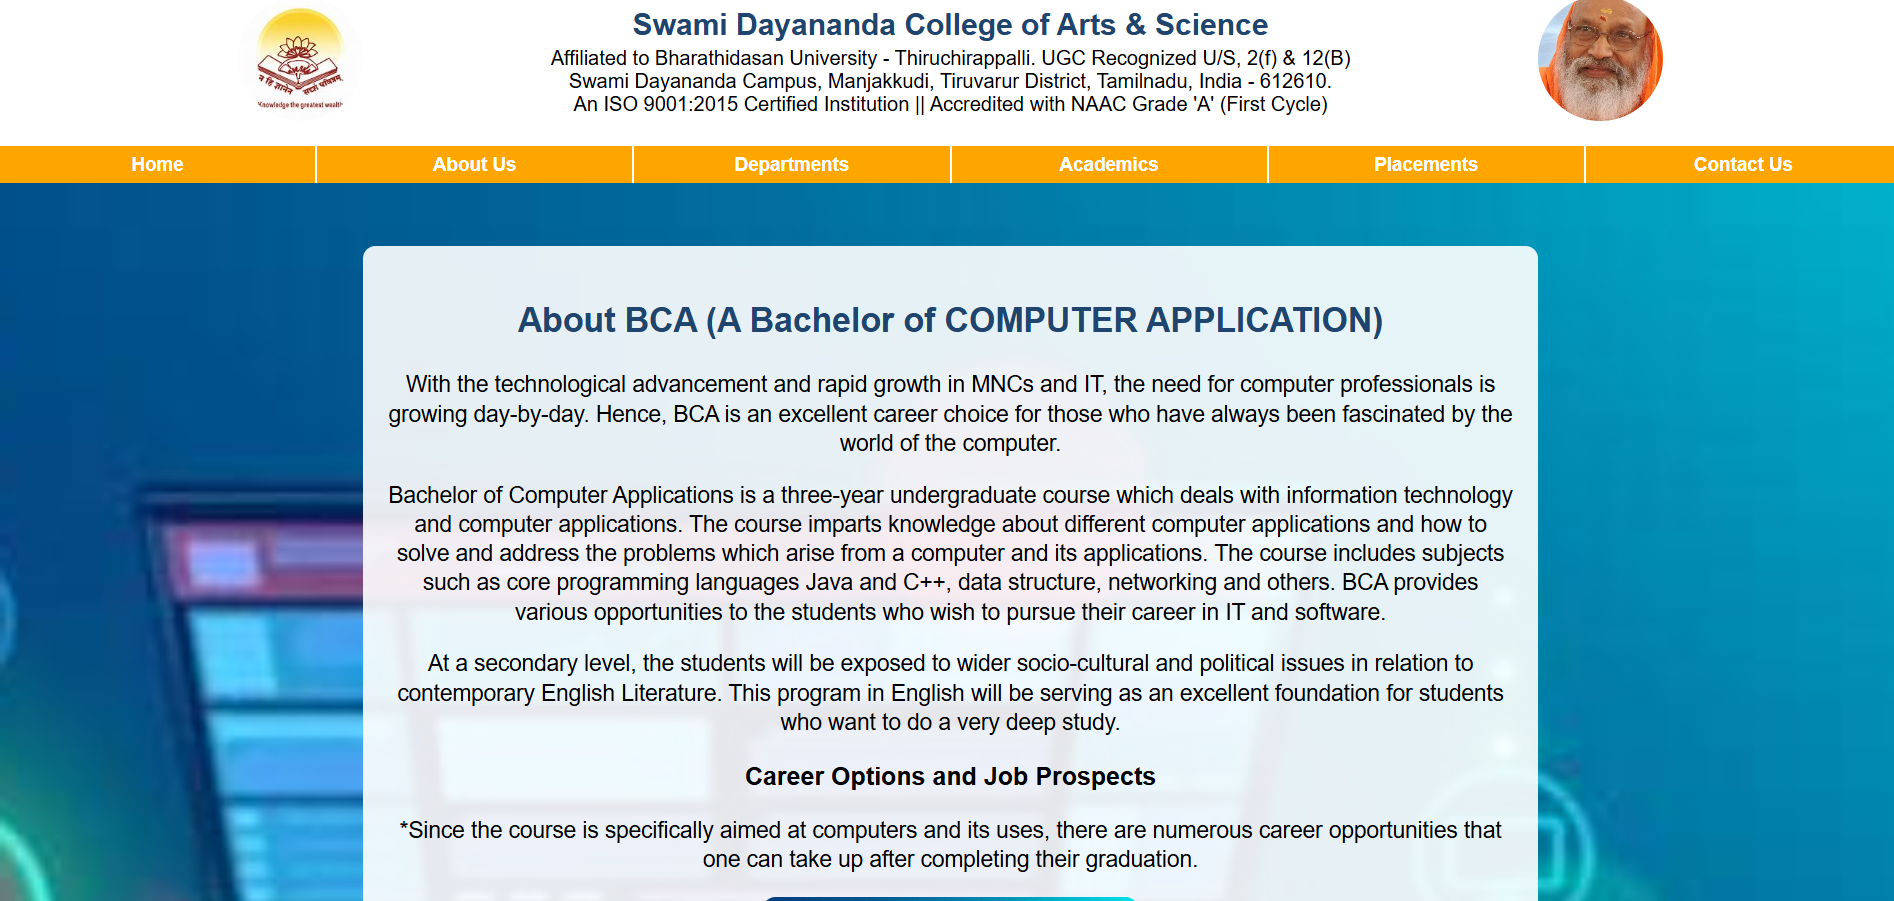 Swami Dayananda College of Arts & Science
Affiliated to Bharathidasan University - Thiruchirappalli. UGC Recognized U/S, 2(f) & 12(B)
Swami Dayananda Campus, Manjakkudi, Tiruvarur District, Tamilnadu, India - 612610.
An ISO 9001:2015 Certified Institution || Accredited with NAAC Grade 'A' (First Cycle)
न हि ज्ञानेन सदृशं पवित्रम्
Knowledge the greatest wealth
Home
About Us
Departments
Academics
Placements
Contact Us
About BCA (A Bachelor of COMPUTER APPLICATION)
With the technological advancement and rapid growth in MNCs and IT, the need for computer professionals is
growing day-by-day. Hence, BCA is an excellent career choice for those who have always been fascinated by the
world of the computer.
Bachelor of Computer Applications is a three-year undergraduate course which deals with information technology
and computer applications. The course imparts knowledge about different computer applications and how to
solve and address the problems which arise from a computer and its applications. The course includes subjects
such as core programming languages Java and C++, data structure, networking and others. BCA provides
various opportunities to the students who wish to pursue their career in IT and software.
At a secondary level, the students will be exposed to wider socio-cultural and political issues in relation to
contemporary English Literature. This program in English will be serving as an excellent foundation for students
who want to do a very deep study.
Career Options and Job Prospects
*Since the course is specifically aimed at computers and its uses, there are numerous career opportunities that
one can take up after completing their graduation.